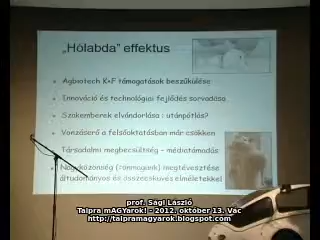 „Hólabda” effektus
Agbiotech K+F támogatások beszűkülése
Innováció és technológiai fejlődés sorvadása
Szakemberek elvándorlása : utánpótlás?
Vonzáserő a felsőoktatásban már csökken
Társadalmi megbecsültség - médiatámadás
Nagyközönség (önmagunk) megtévesztése
áltudományos és összeesküvés elméletekkel
prof. Sági László
Talpra mAGYarok! - 2012. október 13. Vác
http://talpramagyarok.blogspot.com